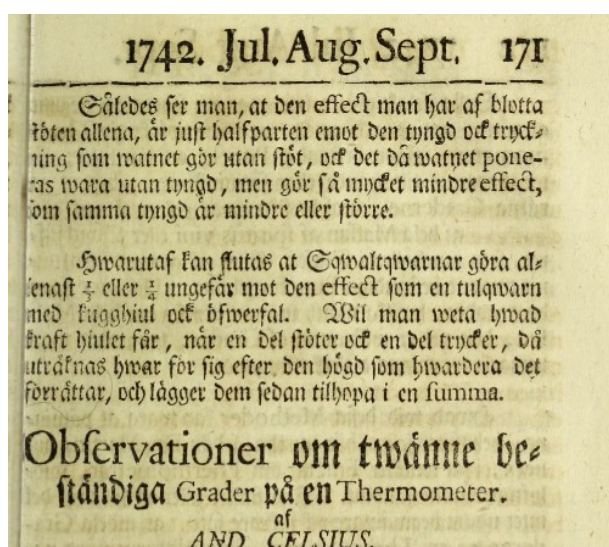 1742. Jul. Aug. Sept. 171
Således ser man, at den effect man har af blotta
stöten allena, är just halfparten emot den tyngd ock tryck-
ning som watnet gör utan stöt, ock det då watnet pone-
ras wara utan tyngd, men gör så mycket mindre effect,
som samma tyngd är mindre eller större.
Hwarutaf kan slutas at Sqwaltqwarnar göra al-
lenast ⅓ eller ¼ ungefär mot den effect som en tulqwarn
med kugghiul ock öfwerfal. Wil man weta hwad
kraft hiulet får, när en del stöter ock en del trycker, då
uträknas hwar för sig efter den högd som hwardera det
förrättar, och lägger dem sedan tilhopa i en summa.
Observationer om twänne be-
ständiga Grader på en Thermometer.
af
AND. CELSIUS.